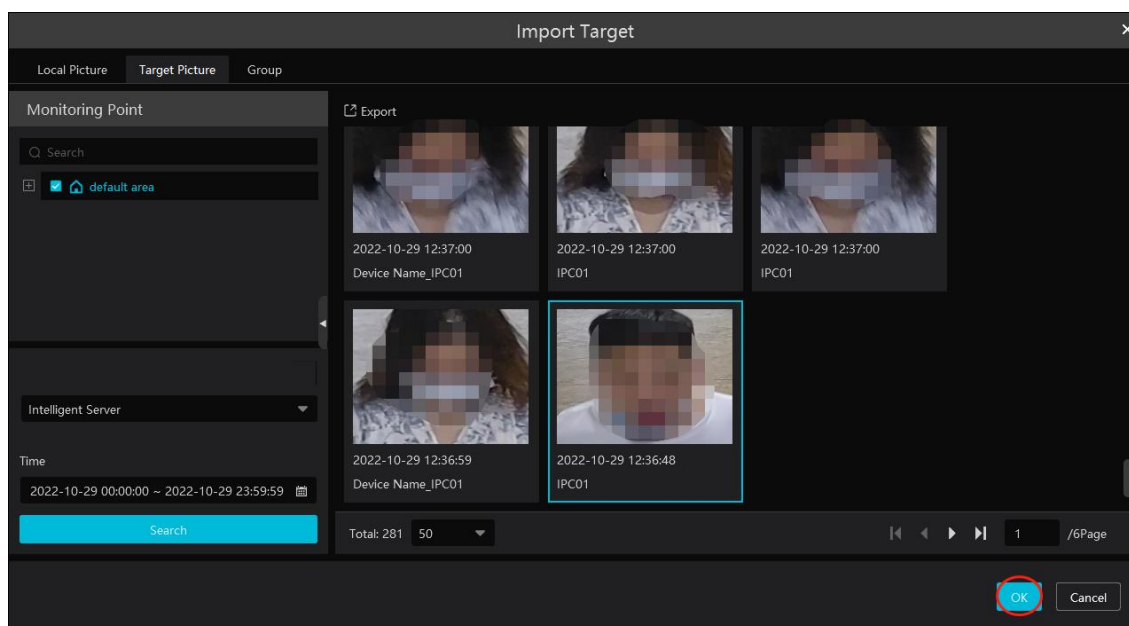 Import Target
Local Picture Target Picture Group
Monitoring Point
Search
default area
Intelligent Server
Time
2022-10-29 00:00:00 ~ 2022-10-29 23:59:59
Search
Export
2022-10-29 12:37:00 2022-10-29 12:37:00 2022-10-29 12:37:00
Device Name_IPC01 IPC01 IPC01
2022-10-29 12:36:59 2022-10-29 12:36:48
Device Name_IPC01 IPC01
Total: 281 50 1 /6Page
OK Cancel